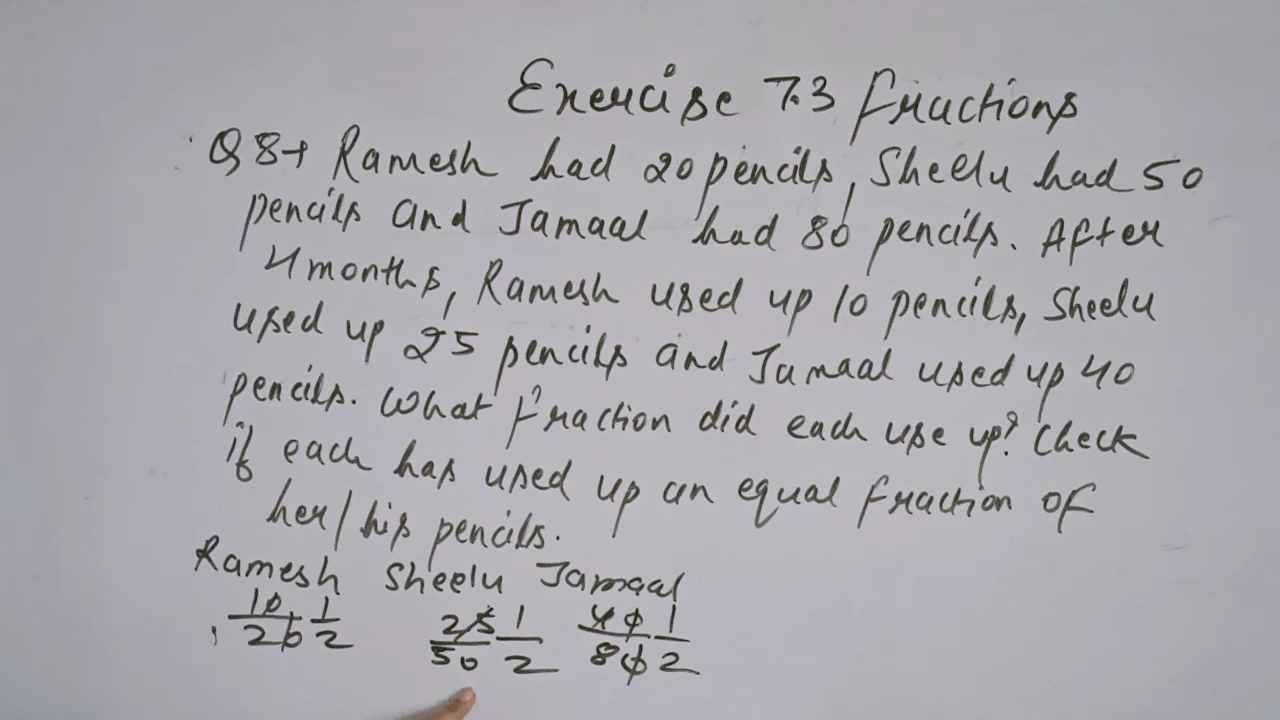 Exercise 7.3 Fractions
Q 8→ Ramesh had 20 pencils, Sheelu had 50
pencils and Jamaal had 80 pencils. After
4 months, Ramesh used up 10 pencils, Sheelu
used up 25 pencils and Jamaal used up 40
pencils. What fraction did each use up? Check
if each has used up an equal fraction of
her/his pencils.
Ramesh Sheelu Jamaal
10/20 1/2 25/50 1/2 40/80 1/2